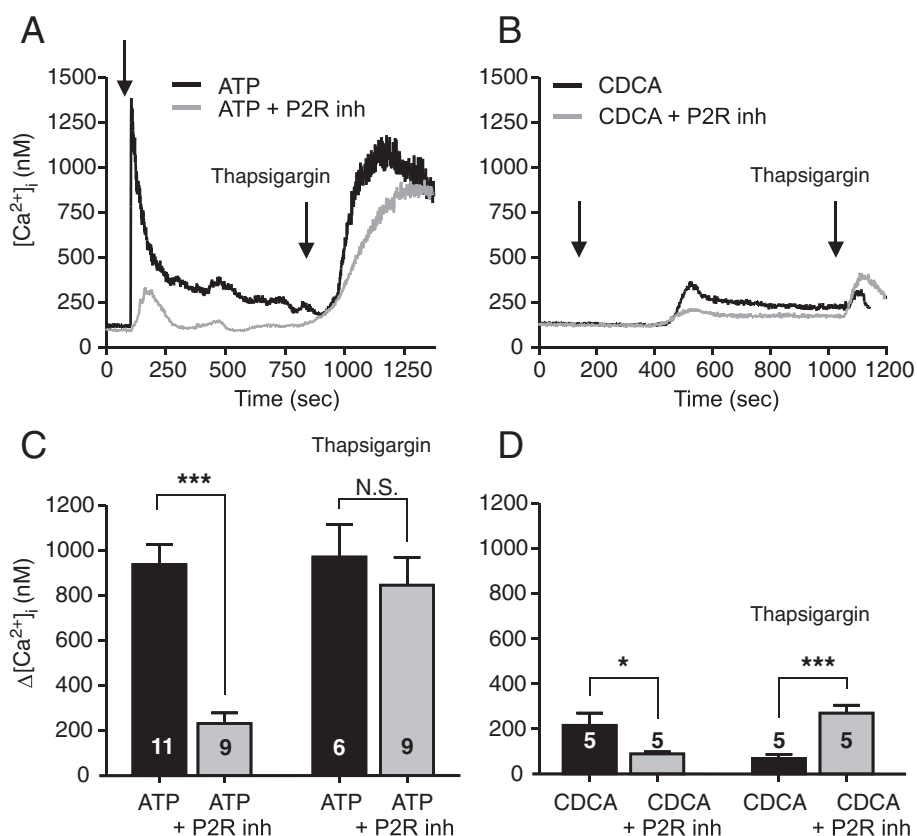 A
1500
1250
1000
750
500
250
0
[Ca²⁺]ᵢ (nM)
ATP
ATP + P2R inh
Thapsigargin
0 250 500 750 1000 1250
Time (sec)
B
1500
1250
1000
750
500
250
0
CDCA
CDCA + P2R inh
Thapsigargin
0 200 400 600 800 1000 1200
Time (sec)
C
1200
1000
800
600
400
200
0
Δ[Ca²⁺]ᵢ (nM)
Thapsigargin
***
N.S.
11 9 6 9
ATP ATP ATP ATP
+ P2R inh + P2R inh
D
1200
1000
800
600
400
200
0
Thapsigargin
* ***
5 5 5 5
CDCA CDCA CDCA CDCA
+ P2R inh + P2R inh